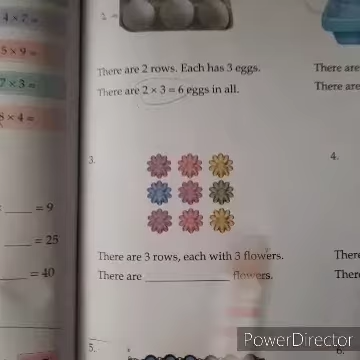 4 × 7 =
5 × 9 =
7 × 3 =
8 × 4 =
= 9
= 25
= 40
There are 2 rows. Each has 3 eggs.
There are 2 × 3 = 6 eggs in all.
There are
There are
3.
There are 3 rows, each with 3 flowers.
There are ____________ flowers.
4.
5.
6.
PowerDirector